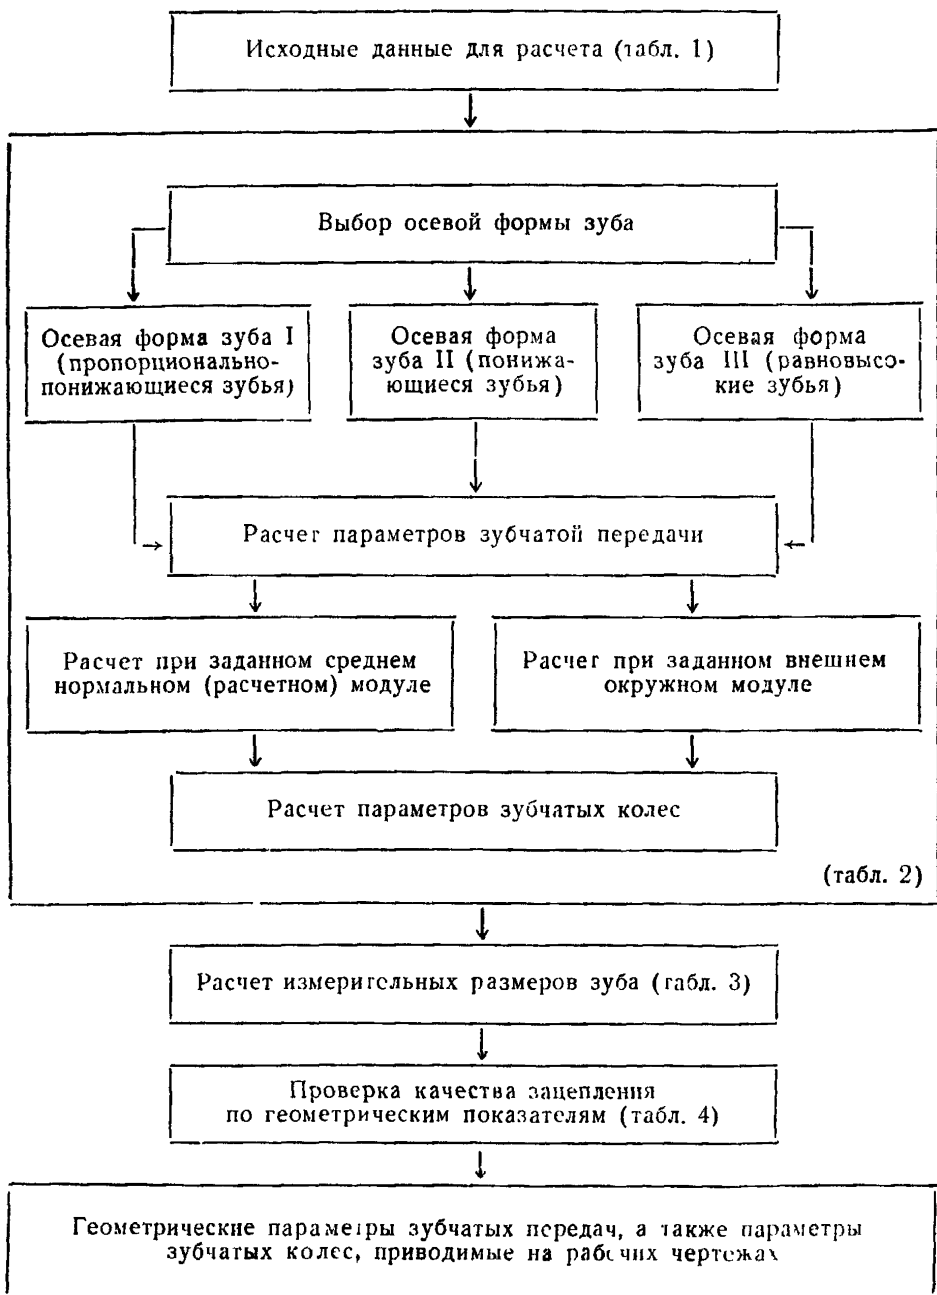 Исходные данные для расчета (табл. 1)
Выбор осевой формы зуба
Осевая форма зуба I
(пропорционально-
понижающиеся зубья)
Осевая форма
зуба II (понижа-
ющиеся зубья)
Осевая форма
зуба III (равновысо-
кие зубья)
Расчет параметров зубчатой передачи
Расчет при заданном среднем
нормальном (расчетном) модуле
Расчет при заданном внешнем
окружном модуле
Расчет параметров зубчатых колес
(табл. 2)
Расчет измерительных размеров зуба (табл. 3)
Проверка качества зацепления
по геометрическим показателям (табл. 4)
Геометрические параметры зубчатых передач, а также параметры
зубчатых колес, приводимые на рабочих чертежах